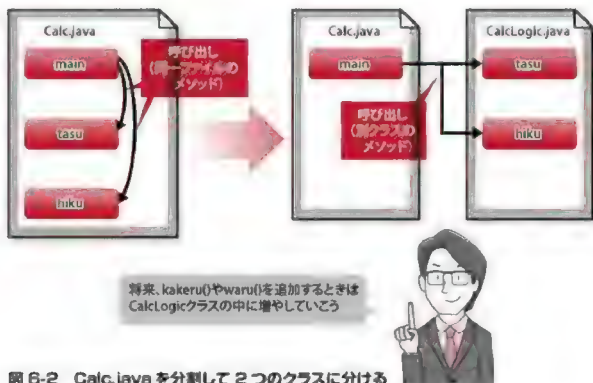 Calc.java
main
呼び出し
(同一ファイルの
メソッド)
tasu
hiku
Calc.java
main
呼び出し
(別クラスの
メソッド)
CalcLogic.java
tasu
hiku
将来、kakeru()やwaru()を追加するときは
CalcLogicクラスの中に増やしていこう
図 6-2 Calc.java を分割して 2 つのクラスに分ける